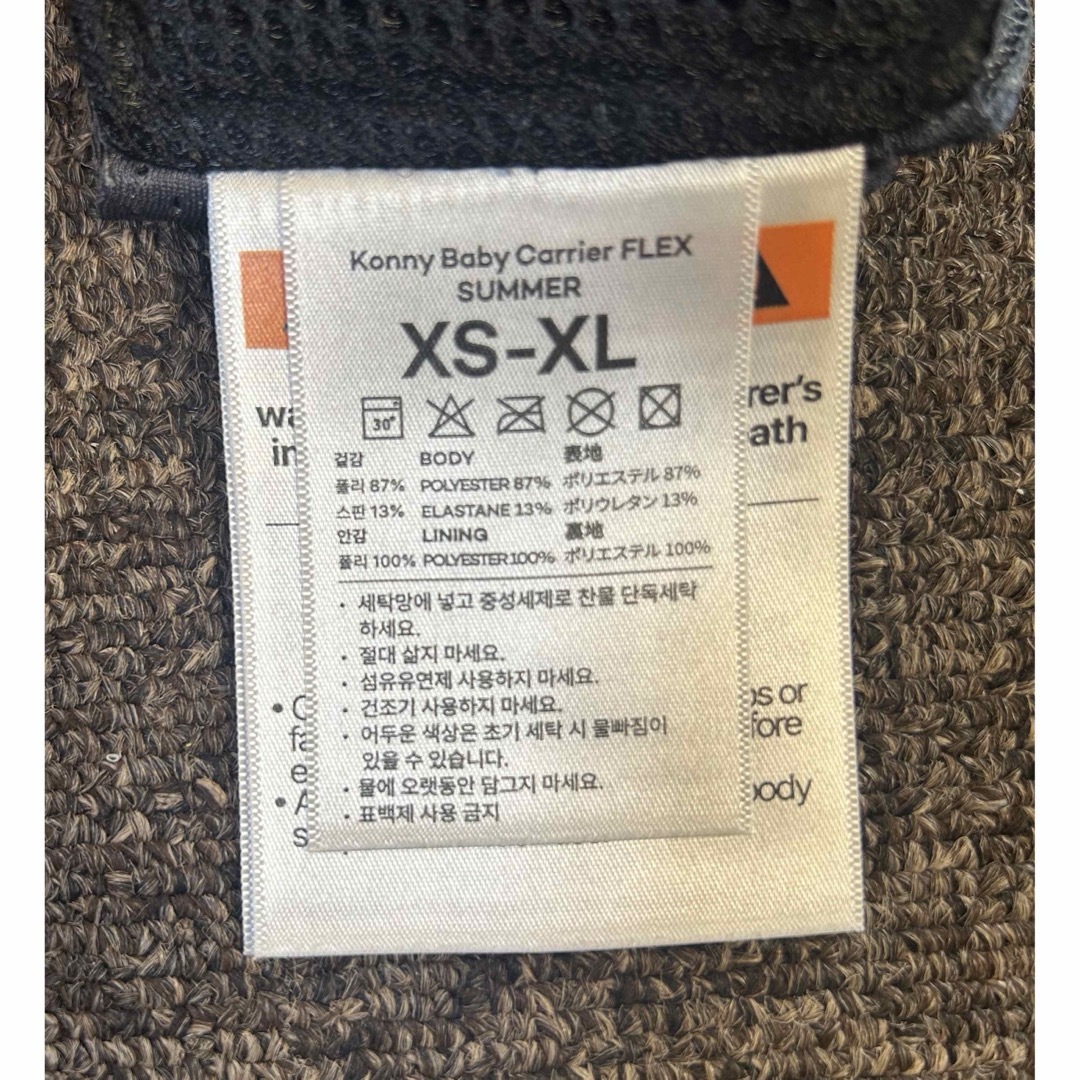 Konny Baby Carrier FLEX
SUMMER
XS-XL
30°
겉감 BODY 表地
폴리 87% POLYESTER 87% ポリエステル 87%
스판 13% ELASTANE 13% ポリウレタン 13%
안감 LINING 裏地
폴리 100% POLYESTER 100% ポリエステル 100%
• 세탁망에 넣고 중성세제로 찬물 단독세탁
하세요.
• 절대 삶지 마세요.
• 섬유유연제 사용하지 마세요.
• 건조기 사용하지 마세요.
• 어두운 색상은 초기 세탁 시 물빠짐이
있을 수 있습니다.
• 물에 오랫동안 담그지 마세요.
• 표백제 사용 금지
rer's
ath
or
fore
body